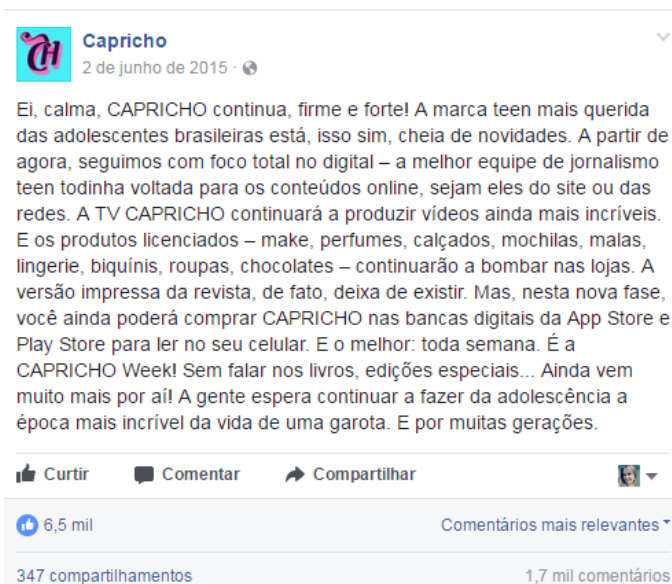 CH
Capricho
2 de junho de 2015 ·
Ei, calma, CAPRICHO continua, firme e forte! A marca teen mais querida
das adolescentes brasileiras está, isso sim, cheia de novidades. A partir de
agora, seguimos com foco total no digital – a melhor equipe de jornalismo
teen todinha voltada para os conteúdos online, sejam eles do site ou das
redes. A TV CAPRICHO continuará a produzir vídeos ainda mais incríveis.
E os produtos licenciados – make, perfumes, calçados, mochilas, malas,
lingerie, biquínis, roupas, chocolates – continuarão a bombar nas lojas. A
versão impressa da revista, de fato, deixa de existir. Mas, nesta nova fase,
você ainda poderá comprar CAPRICHO nas bancas digitais da App Store e
Play Store para ler no seu celular. E o melhor: toda semana. É a
CAPRICHO Week! Sem falar nos livros, edições especiais... Ainda vem
muito mais por aí! A gente espera continuar a fazer da adolescência a
época mais incrível da vida de uma garota. E por muitas gerações.
Curtir Comentar Compartilhar
6,5 mil Comentários mais relevantes
347 compartilhamentos 1,7 mil comentários